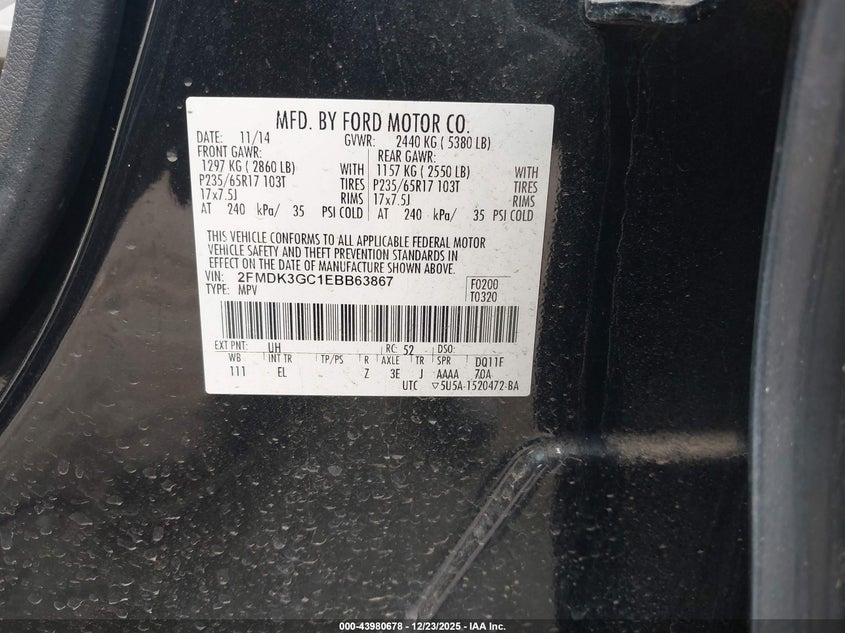 MFD. BY FORD MOTOR CO.
DATE: 11/14 GVWR: 2440 KG ( 5380 LB)
FRONT GAWR: REAR GAWR:
1297 KG ( 2860 LB) WITH 1157 KG ( 2550 LB) WITH
P235/65R17 103T TIRES P235/65R17 103T TIRES
17x7.5J RIMS 17x7.5J RIMS
AT 240 kPa/ 35 PSI COLD AT 240 kPa/ 35 PSI COLD
THIS VEHICLE CONFORMS TO ALL APPLICABLE FEDERAL MOTOR
VEHICLE SAFETY AND THEFT PREVENTION STANDARDS IN
EFFECT ON THE DATE OF MANUFACTURE SHOWN ABOVE.
VIN: 2FMDK3GC1EBB63867 F0200
TYPE: MPV T0320
EXT PNT: UH RC: 52 DSO:
WB INT TR TP/PS R AXLE TR SPR DQ11F
111 EL Z 3E J AAAA 70A
UTC ▽5U5A-1520472-BA
000-43980678 - 12/23/2025 - IAA Inc.